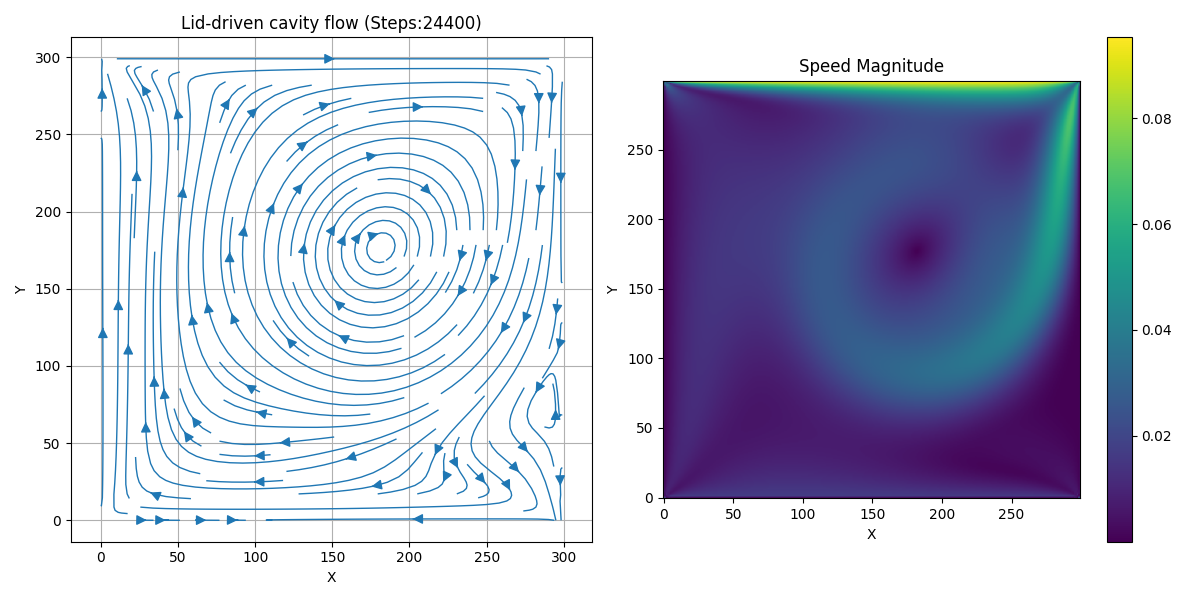 Lid-driven cavity flow (Steps:24400)
300
250
200
150
100
50
0
Y
0 50 100 150 200 250 300
X
Speed Magnitude
250
200
150
100
50
0
Y
0 50 100 150 200 250
X
0.08
0.06
0.04
0.02